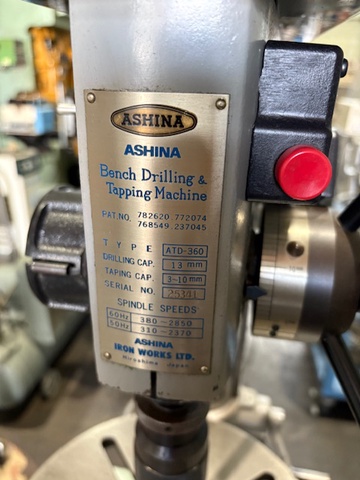 ASHINA
ASHINA
Bench Drilling &
Tapping Machine
PAT.NO. 782620 772074
768549.237045
TYPE ATD-360
DRILLING CAP. 13 mm
TAPING CAP. 3-10 mm
SERIAL NO.
SPINDLE SPEEDS
60Hz 380-2850
50Hz 310-2370
ASHINA
IRON WORKS LTD.
Hiroshima Japan